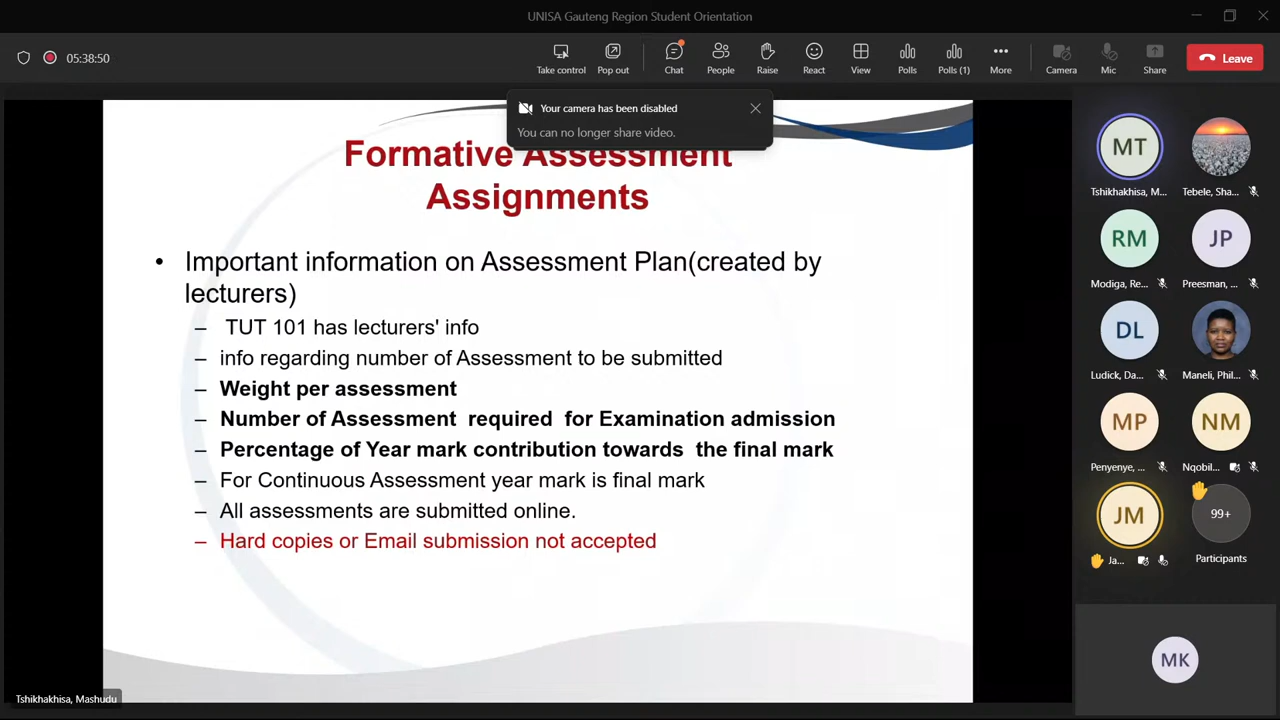 UNISA Gauteng Region Student Orientation
05:38:50
Take control
Pop out
Chat
People
Raise
React
View
Polls
Polls (1)
More
Camera
Mic
Share
Leave
Your camera has been disabled
You can no longer share video.
Formative Assessment
Assignments
• Important information on Assessment Plan(created by
lecturers)
– TUT 101 has lecturers' info
– info regarding number of Assessment to be submitted
– Weight per assessment
– Number of Assessment required for Examination admission
– Percentage of Year mark contribution towards the final mark
– For Continuous Assessment year mark is final mark
– All assessments are submitted online.
– Hard copies or Email submission not accepted
Tshikhakhisa, Mashudu
MT
Tshikhakhisa, M...
Tebele, Sha...
RM
Modiga, Re...
JP
Preesman, ...
DL
Ludick, Da...
Maneli, Phil...
MP
Penyenye, ...
NM
Nqobil...
JM
Ja...
99+
Participants
MK